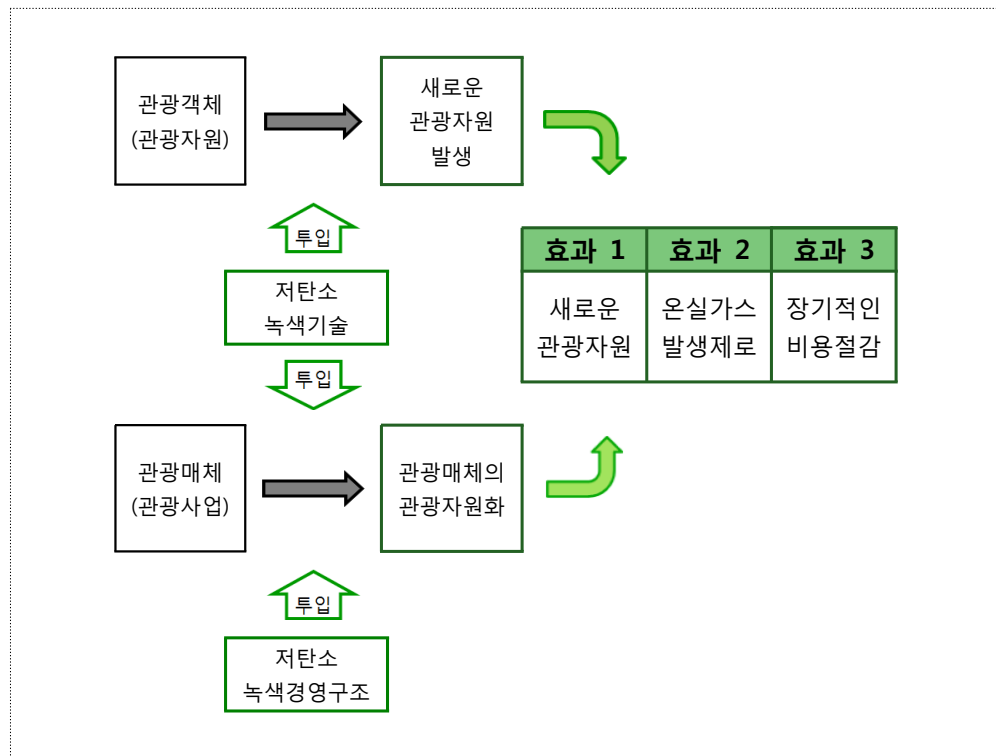 관광객체
(관광자원)
새로운
관광자원
발생
투입
저탄소
녹색기술
투입
효과 1
효과 2
효과 3
새로운
관광자원
온실가스
발생제로
장기적인
비용절감
관광매체
(관광사업)
관광매체의
관광자원화
투입
저탄소
녹색경영구조